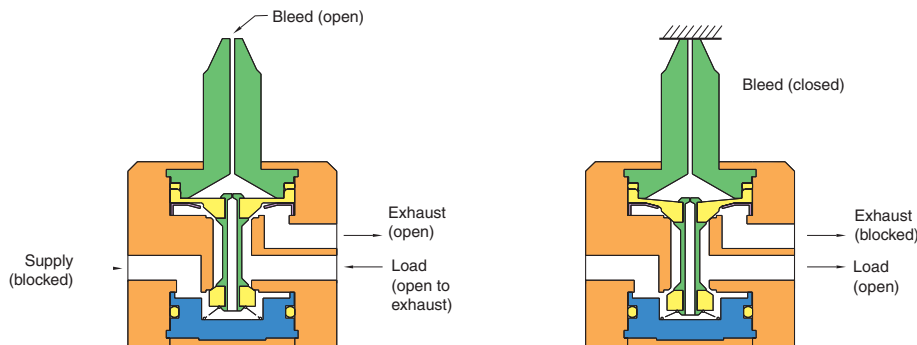 Bleed (open)
Bleed (closed)
Exhaust
(open)
Supply
(blocked)
Load
(open to
exhaust)
Exhaust
(blocked)
Load
(open)